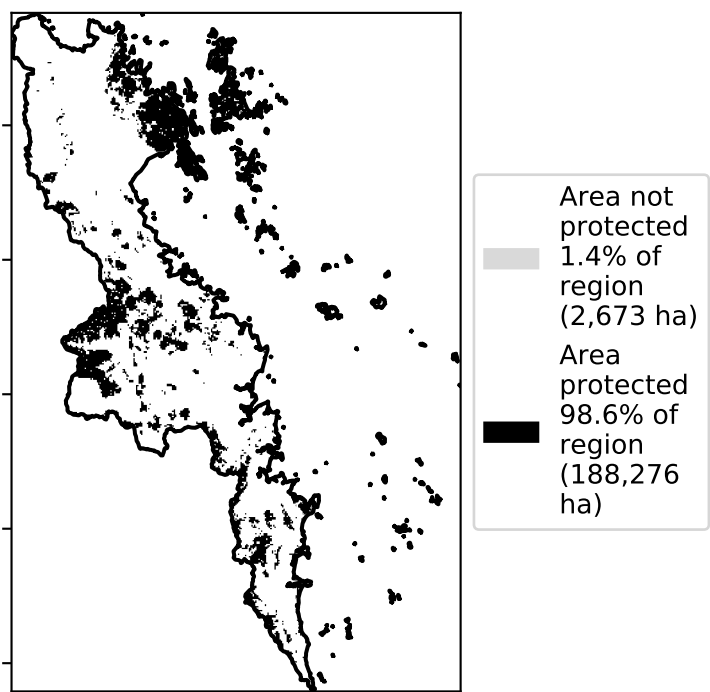 Area not
protected
1.4% of
region
(2,673 ha)
Area
protected
98.6% of
region
(188,276
ha)